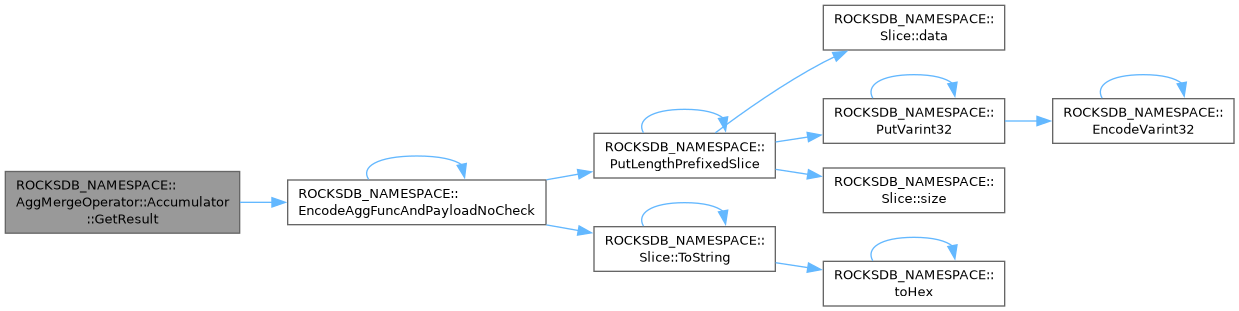 ROCKSDB_NAMESPACE::
AggMergeOperator::Accumulator
::GetResult
ROCKSDB_NAMESPACE::
EncodeAggFuncAndPayloadNoCheck
ROCKSDB_NAMESPACE::
PutLengthPrefixedSlice
ROCKSDB_NAMESPACE::
Slice::data
ROCKSDB_NAMESPACE::
PutVarint32
ROCKSDB_NAMESPACE::
EncodeVarint32
ROCKSDB_NAMESPACE::
Slice::size
ROCKSDB_NAMESPACE::
Slice::ToString
ROCKSDB_NAMESPACE::
toHex